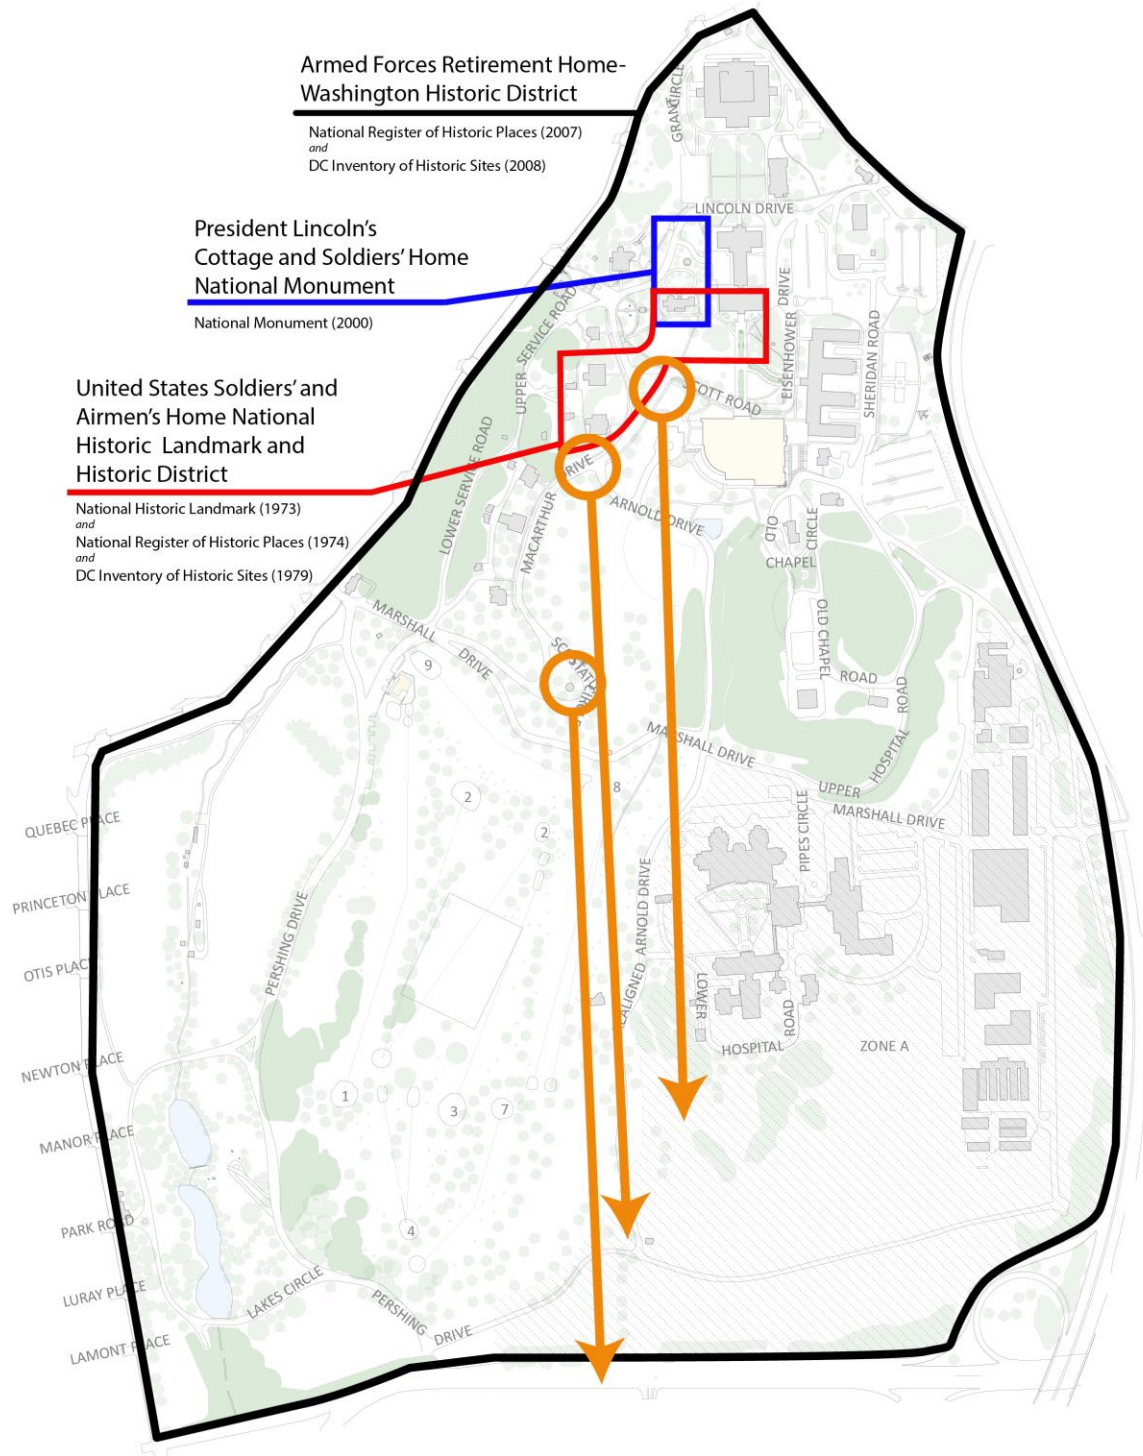 Armed Forces Retirement Home-
Washington Historic District
National Register of Historic Places (2007)
and
DC Inventory of Historic Sites (2008)
President Lincoln's
Cottage and Soldiers' Home
National Monument
National Monument (2000)
United States Soldiers' and
Airmen's Home National
Historic Landmark and
Historic District
National Historic Landmark (1973)
and
National Register of Historic Places (1974)
and
DC Inventory of Historic Sites (1979)
LINCOLN DRIVE
UPPER SERVICE ROAD
EISENHOWER DRIVE
SHERIDAN ROAD
LOWER SERVICE ROAD
MACARTHUR DRIVE
ARNOLD DRIVE
OLD
CHAPEL
CIRCLE
OLD CHAPEL
ROAD
MARSHALL
DRIVE
9
MARSHALL DRIVE
UPPER
HOSPITAL
ROAD
MARSHALL DRIVE
8
2
2
PIPES CIRCLE
QUEBEC PLACE
PRINCETON PLACE
OTIS PLACE
NEWTON PLACE
MANOR PLACE
PARK ROAD
LURAY PLACE
LAMONT PLACE
PERSHING DRIVE
ARNOLD DRIVE
LOWER
HOSPITAL
ROAD
ZONE A
1
3
7
4
LAKES CIRCLE
PERSHING
DRIVE